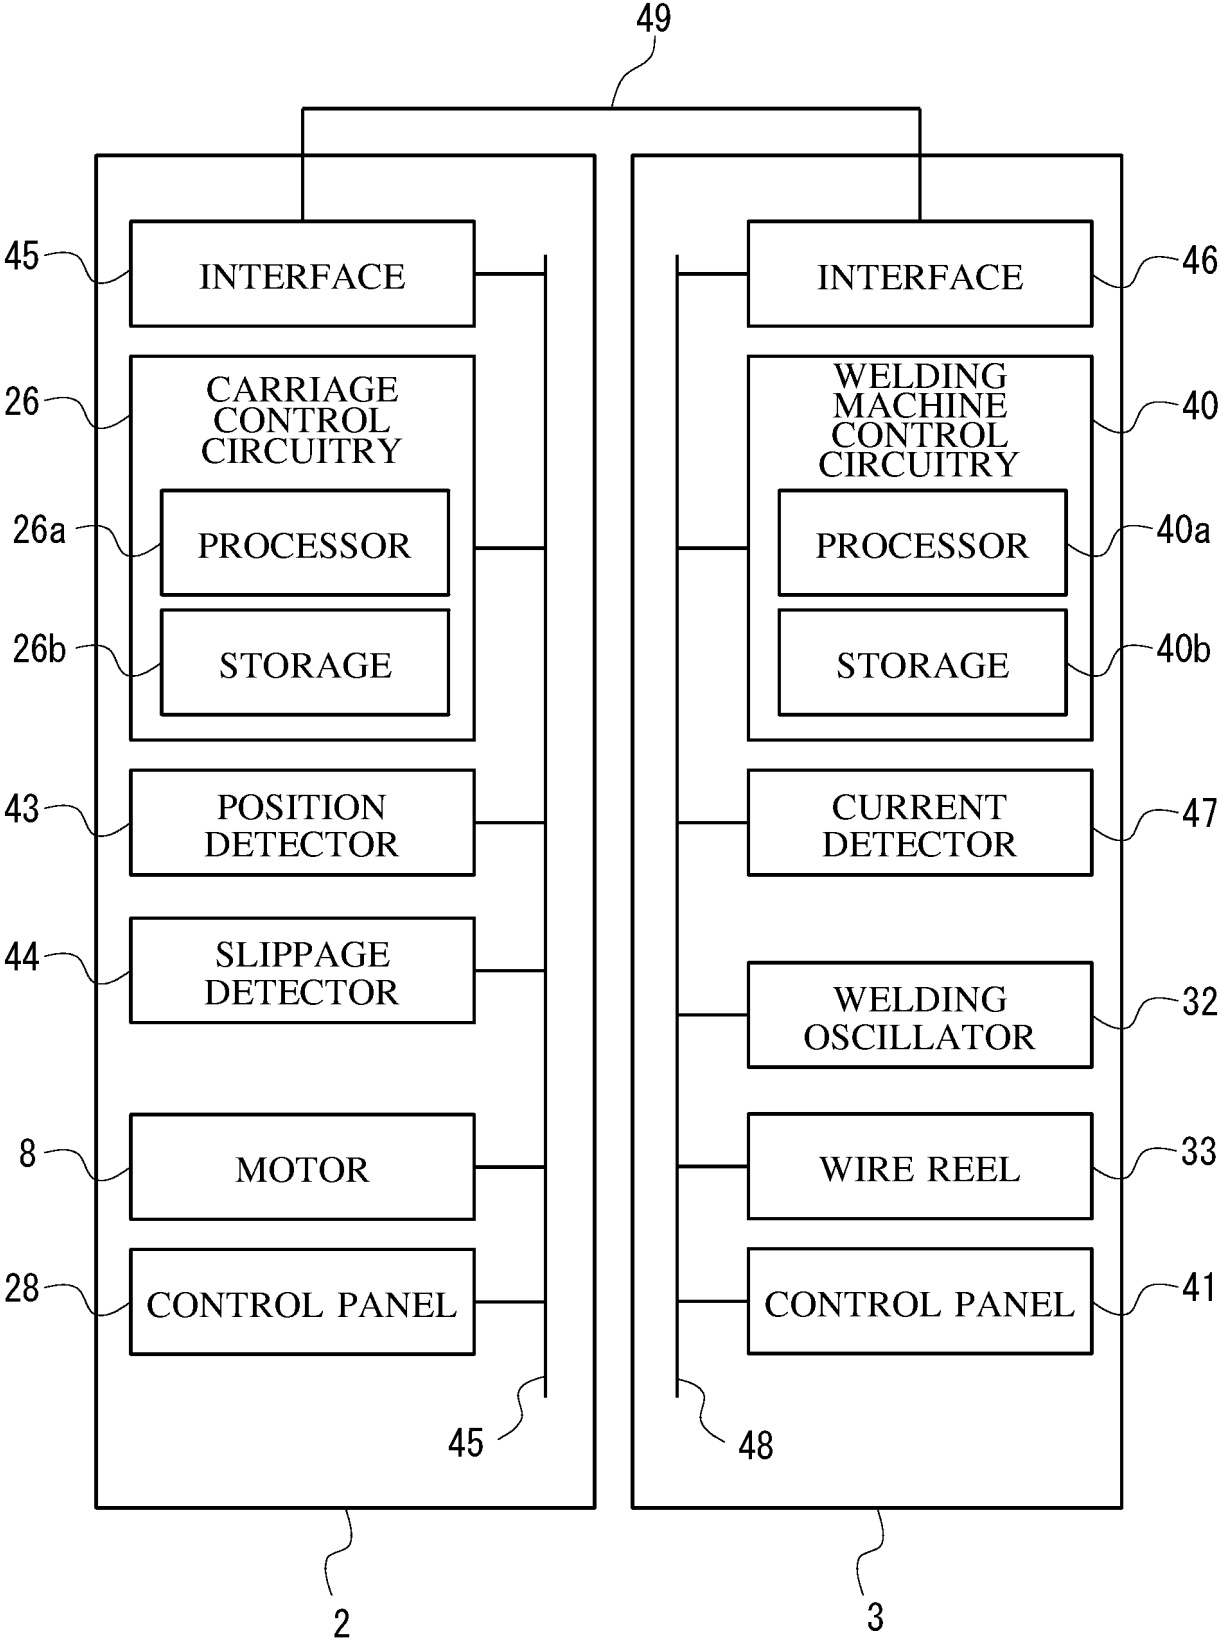 49
45
INTERFACE
26
CARRIAGE
CONTROL
CIRCUITRY
26a
PROCESSOR
26b
STORAGE
43
POSITION
DETECTOR
44
SLIPPAGE
DETECTOR
8
MOTOR
28
CONTROL PANEL
45
2
INTERFACE
46
WELDING
MACHINE
CONTROL
CIRCUITRY
40
PROCESSOR
40a
STORAGE
40b
CURRENT
DETECTOR
47
WELDING
OSCILLATOR
32
WIRE REEL
33
CONTROL PANEL
41
48
3